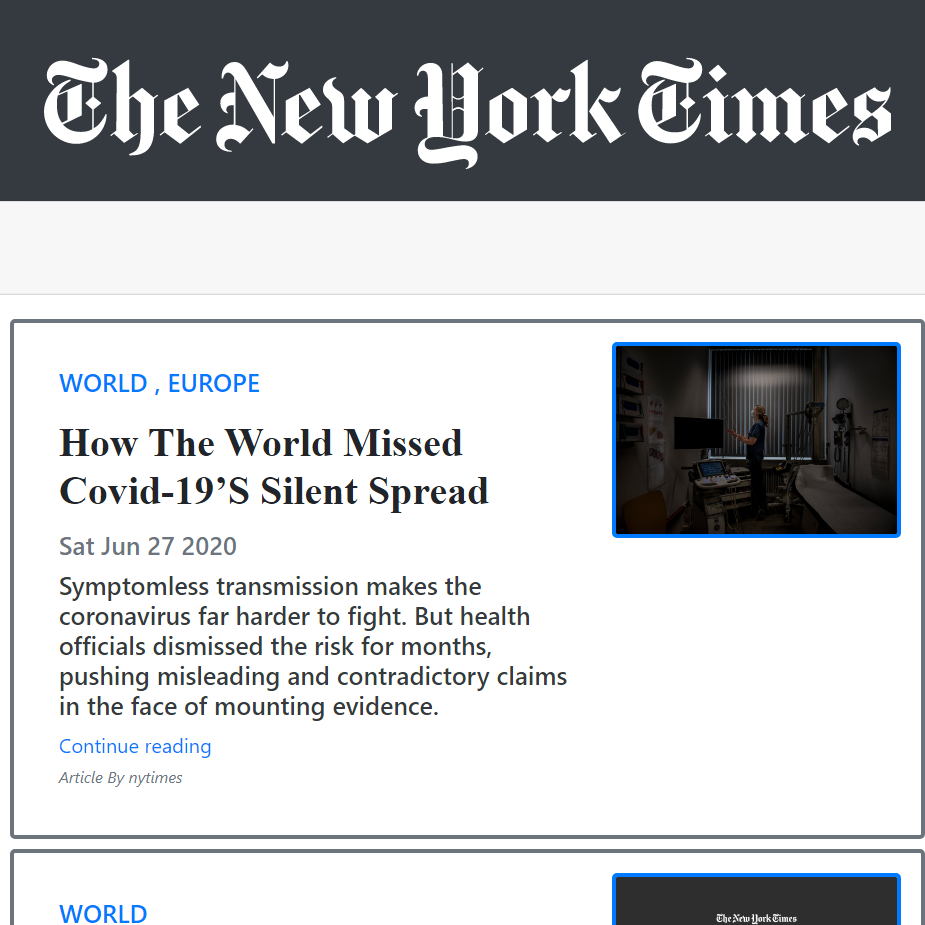 The New York Times
WORLD , EUROPE
How The World Missed
Covid-19’S Silent Spread
Sat Jun 27 2020
Symptomless transmission makes the
coronavirus far harder to fight. But health
officials dismissed the risk for months,
pushing misleading and contradictory claims
in the face of mounting evidence.
Continue reading
Article By nytimes
WORLD
The New York Times